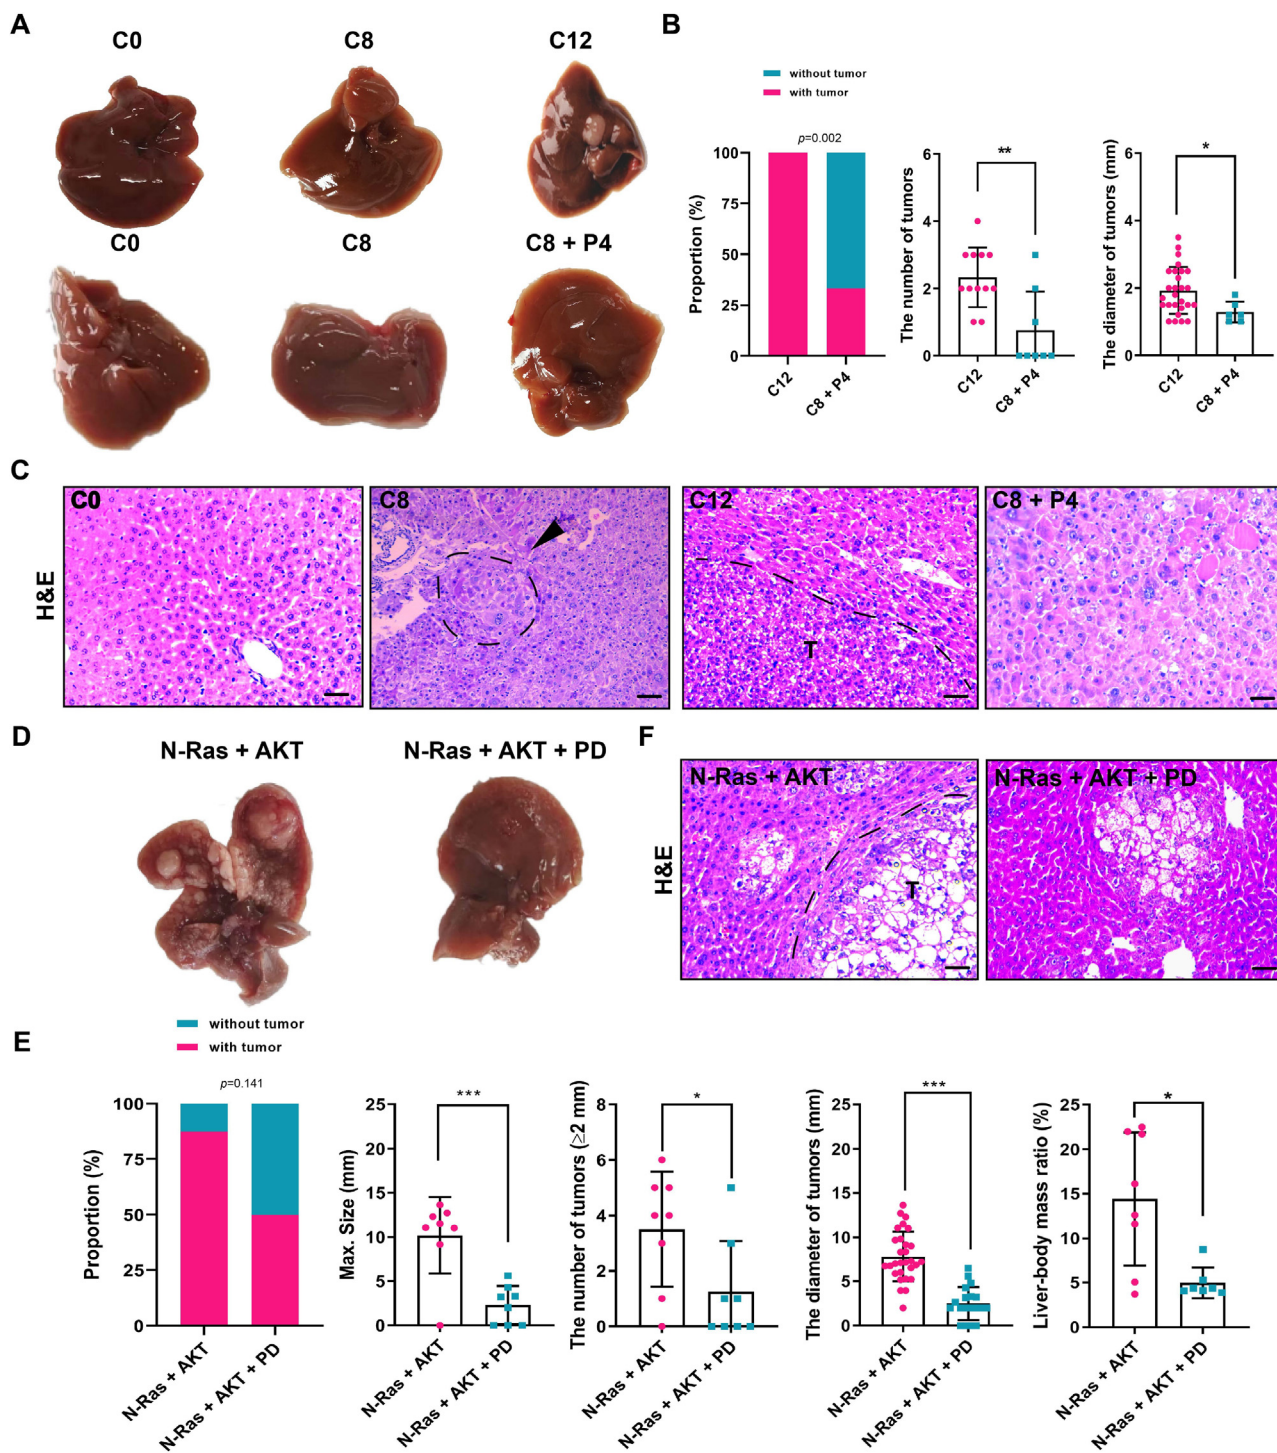 A
C0
C8
C12
C0
C8
C8 + P4
B
without tumor
with tumor
p=0.002
Proportion (%)
100
75
50
25
0
C12
C8 + P4
**
The number of tumors
6
4
2
0
C12
C8 + P4
*
The diameter of tumors (mm)
6
4
2
0
C12
C8 + P4
C
H&E
C0
C8
C12
T
C8 + P4
D
N-Ras + AKT
N-Ras + AKT + PD
F
H&E
N-Ras + AKT
T
N-Ras + AKT + PD
E
without tumor
with tumor
p=0.141
Proportion (%)
100
75
50
25
0
N-Ras + AKT
N-Ras + AKT + PD
***
Max. Size (mm)
25
20
15
10
5
0
N-Ras + AKT
N-Ras + AKT + PD
*
The number of tumors (≥2 mm)
8
6
4
2
0
N-Ras + AKT
N-Ras + AKT + PD
***
The diameter of tumors (mm)
25
20
15
10
5
0
N-Ras + AKT
N-Ras + AKT + PD
*
Liver-body mass ratio (%)
25
20
15
10
5
0
N-Ras + AKT
N-Ras + AKT + PD